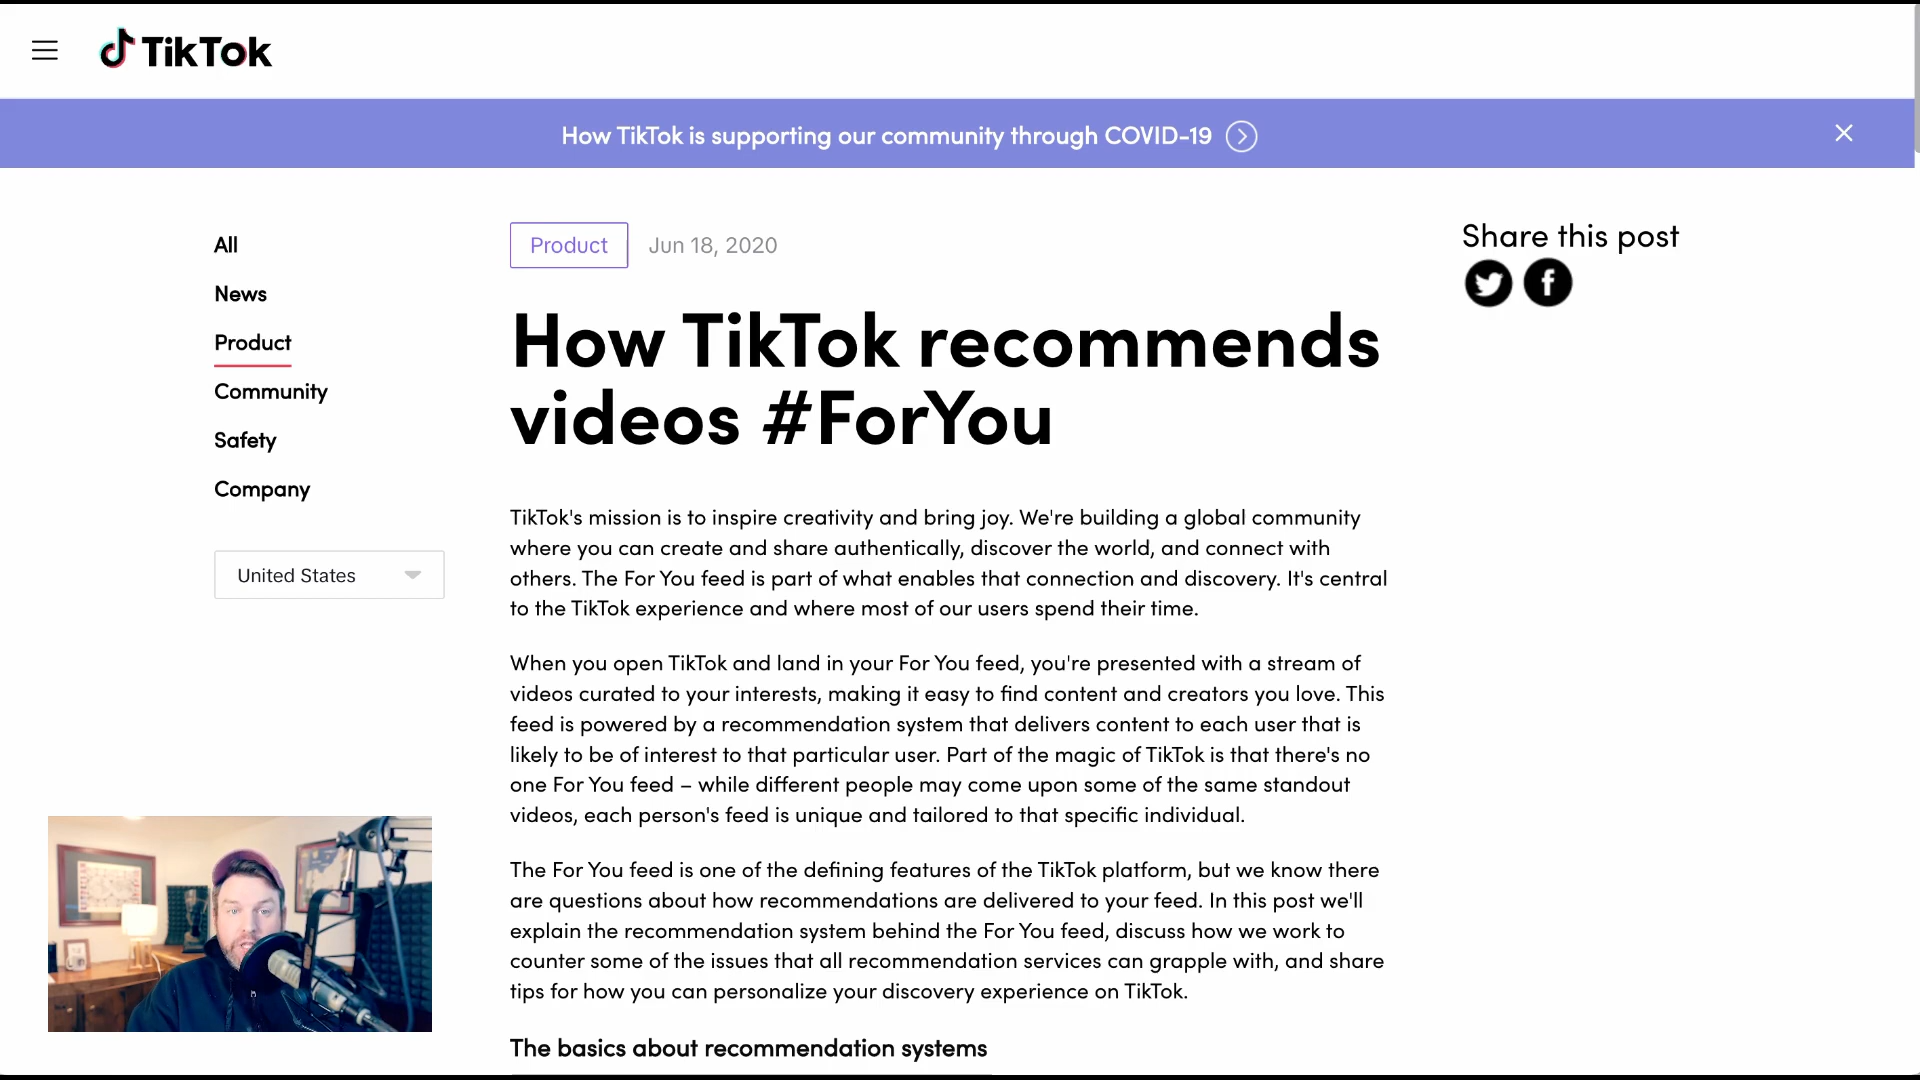 TikTok
How TikTok is supporting our community through COVID-19
All
News
Product
Community
Safety
Company
United States
Product Jun 18, 2020
How TikTok recommends
videos #ForYou
TikTok's mission is to inspire creativity and bring joy. We're building a global community
where you can create and share authentically, discover the world, and connect with
others. The For You feed is part of what enables that connection and discovery. It's central
to the TikTok experience and where most of our users spend their time.
When you open TikTok and land in your For You feed, you're presented with a stream of
videos curated to your interests, making it easy to find content and creators you love. This
feed is powered by a recommendation system that delivers content to each user that is
likely to be of interest to that particular user. Part of the magic of TikTok is that there's no
one For You feed – while different people may come upon some of the same standout
videos, each person's feed is unique and tailored to that specific individual.
The For You feed is one of the defining features of the TikTok platform, but we know there
are questions about how recommendations are delivered to your feed. In this post we'll
explain the recommendation system behind the For You feed, discuss how we work to
counter some of the issues that all recommendation services can grapple with, and share
tips for how you can personalize your discovery experience on TikTok.
The basics about recommendation systems
Share this post